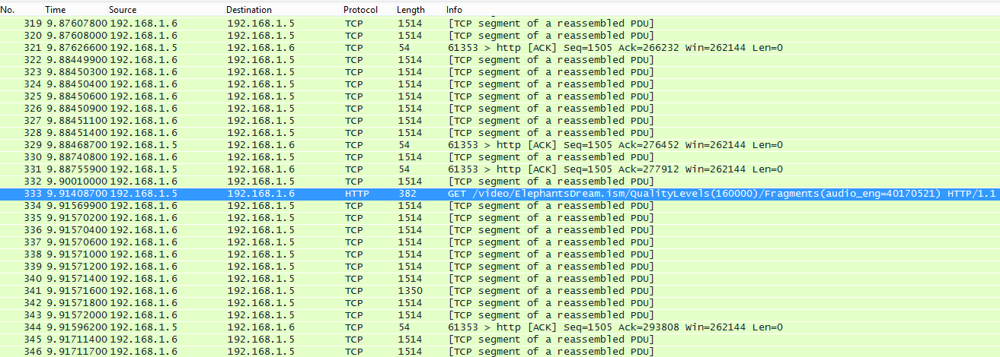 No. Time Source Destination Protocol Length Info
319 9.87607800 192.168.1.6 192.168.1.5 TCP 1514 [TCP segment of a reassembled PDU]
320 9.87608000 192.168.1.6 192.168.1.5 TCP 1514 [TCP segment of a reassembled PDU]
321 9.87626600 192.168.1.5 192.168.1.6 TCP 54 61353 > http [ACK] Seq=1505 Ack=266232 Win=262144 Len=0
322 9.88449900 192.168.1.6 192.168.1.5 TCP 1514 [TCP segment of a reassembled PDU]
323 9.88450300 192.168.1.6 192.168.1.5 TCP 1514 [TCP segment of a reassembled PDU]
324 9.88450400 192.168.1.6 192.168.1.5 TCP 1514 [TCP segment of a reassembled PDU]
325 9.88450600 192.168.1.6 192.168.1.5 TCP 1514 [TCP segment of a reassembled PDU]
326 9.88450900 192.168.1.6 192.168.1.5 TCP 1514 [TCP segment of a reassembled PDU]
327 9.88451100 192.168.1.6 192.168.1.5 TCP 1514 [TCP segment of a reassembled PDU]
328 9.88451400 192.168.1.6 192.168.1.5 TCP 1514 [TCP segment of a reassembled PDU]
329 9.88468700 192.168.1.5 192.168.1.6 TCP 54 61353 > http [ACK] Seq=1505 Ack=276452 Win=262144 Len=0
330 9.88740800 192.168.1.6 192.168.1.5 TCP 1514 [TCP segment of a reassembled PDU]
331 9.88755900 192.168.1.5 192.168.1.6 TCP 54 61353 > http [ACK] Seq=1505 Ack=277912 Win=262144 Len=0
332 9.90010000 192.168.1.6 192.168.1.5 TCP 1514 [TCP segment of a reassembled PDU]
333 9.91408700 192.168.1.5 192.168.1.6 HTTP 382 GET /video/ElephantsDream.ism/QualityLevels(160000)/Fragments(audio_eng=40170521) HTTP/1.1
334 9.91569900 192.168.1.6 192.168.1.5 TCP 1514 [TCP segment of a reassembled PDU]
335 9.91570200 192.168.1.6 192.168.1.5 TCP 1514 [TCP segment of a reassembled PDU]
336 9.91570400 192.168.1.6 192.168.1.5 TCP 1514 [TCP segment of a reassembled PDU]
337 9.91570600 192.168.1.6 192.168.1.5 TCP 1514 [TCP segment of a reassembled PDU]
338 9.91571000 192.168.1.6 192.168.1.5 TCP 1514 [TCP segment of a reassembled PDU]
339 9.91571200 192.168.1.6 192.168.1.5 TCP 1514 [TCP segment of a reassembled PDU]
340 9.91571400 192.168.1.6 192.168.1.5 TCP 1514 [TCP segment of a reassembled PDU]
341 9.91571600 192.168.1.6 192.168.1.5 TCP 1350 [TCP segment of a reassembled PDU]
342 9.91571800 192.168.1.6 192.168.1.5 TCP 1514 [TCP segment of a reassembled PDU]
343 9.91572000 192.168.1.6 192.168.1.5 TCP 1514 [TCP segment of a reassembled PDU]
344 9.91596200 192.168.1.5 192.168.1.6 TCP 54 61353 > http [ACK] Seq=1505 Ack=293808 Win=262144 Len=0
345 9.91711400 192.168.1.6 192.168.1.5 TCP 1514 [TCP segment of a reassembled PDU]
346 9.91711700 192.168.1.6 192.168.1.5 TCP 1514 [TCP segment of a reassembled PDU]